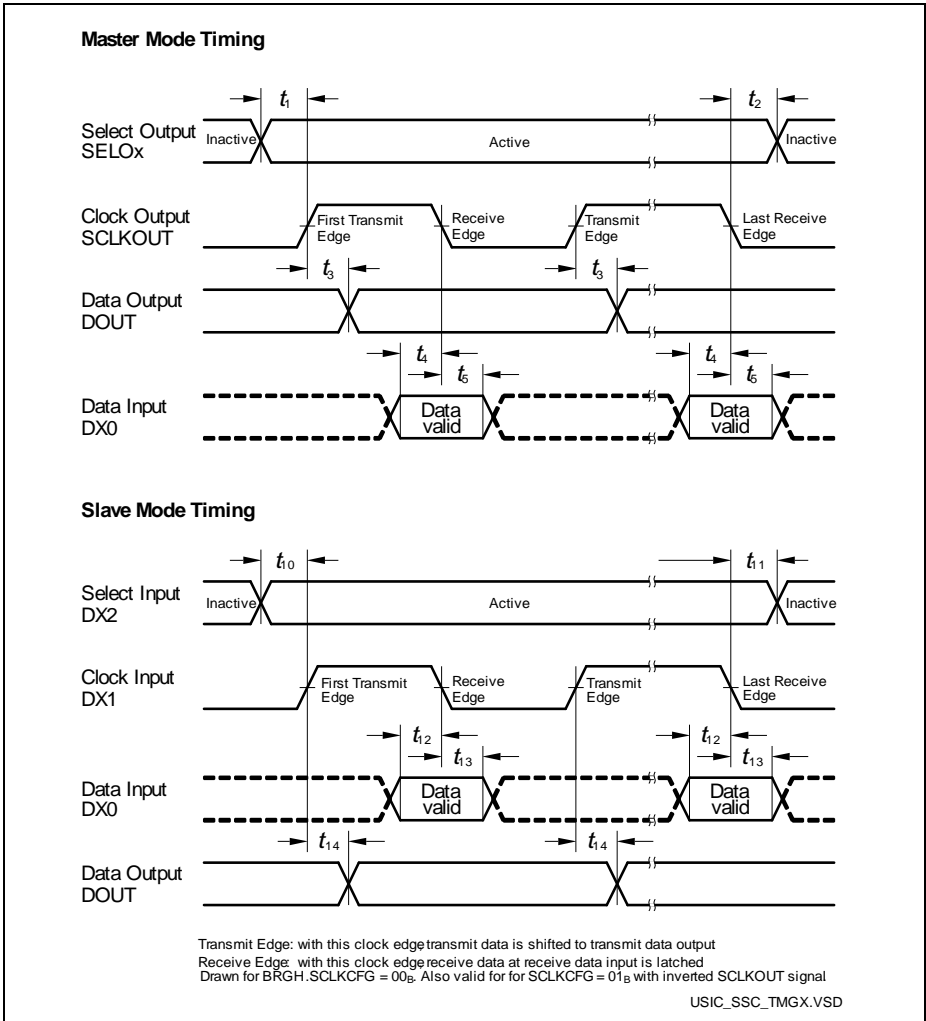 Master Mode Timing
t1
t2
Select Output
SELOx
Inactive
Active
Inactive
Clock Output
SCLKOUT
First Transmit
Edge
Receive
Edge
Transmit
Edge
Last Receive
Edge
t3
t3
Data Output
DOUT
t4
t5
t4
t5
Data Input
DX0
Data
valid
Data
valid
Slave Mode Timing
t10
t11
Select Input
DX2
Inactive
Active
Inactive
Clock Input
DX1
First Transmit
Edge
Receive
Edge
Transmit
Edge
Last Receive
Edge
t12
t13
t12
t13
Data Input
DX0
Data
valid
Data
valid
t14
t14
Data Output
DOUT
Transmit Edge: with this clock edge, transmit data is shifted to transmit data output
Receive Edge: with this clock edge, receive data at receive data input is latched
Drawn for BRGH.SCLKCFG = 00B. Also valid for for SCLKCFG = 01B with inverted SCLKOUT signal.
USIC_SSC_TMGX.VSD